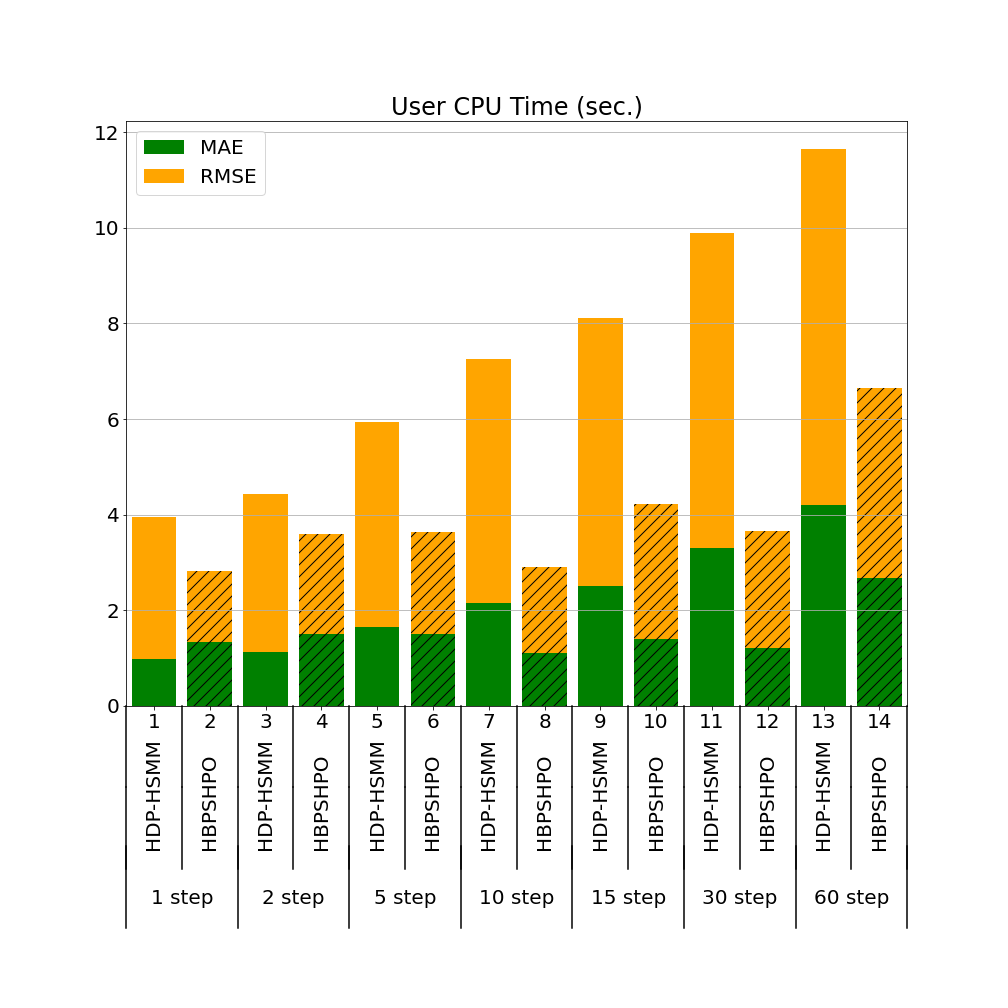 User CPU Time (sec.)
12
10
8
6
4
2
0
MAE
RMSE
1 2 3 4 5 6 7 8 9 10 11 12 13 14
HDP-HSMM HBPSHPO HDP-HSMM HBPSHPO HDP-HSMM HBPSHPO HDP-HSMM HBPSHPO HDP-HSMM HBPSHPO HDP-HSMM HBPSHPO HDP-HSMM HBPSHPO
1 step 2 step 5 step 10 step 15 step 30 step 60 step